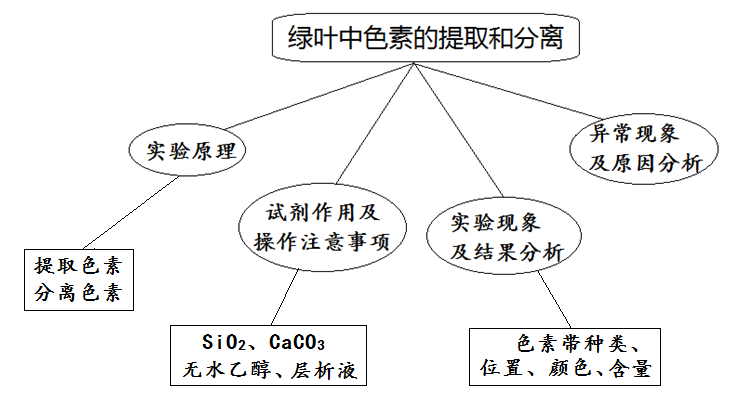 绿叶中色素的提取和分离
实验原理
提取色素
分离色素
试剂作用及
操作注意事项
SiO₂、CaCO₃
无水乙醇、层析液
实验现象
及结果分析
色素带种类、
位置、颜色、含量
异常现象
及原因分析